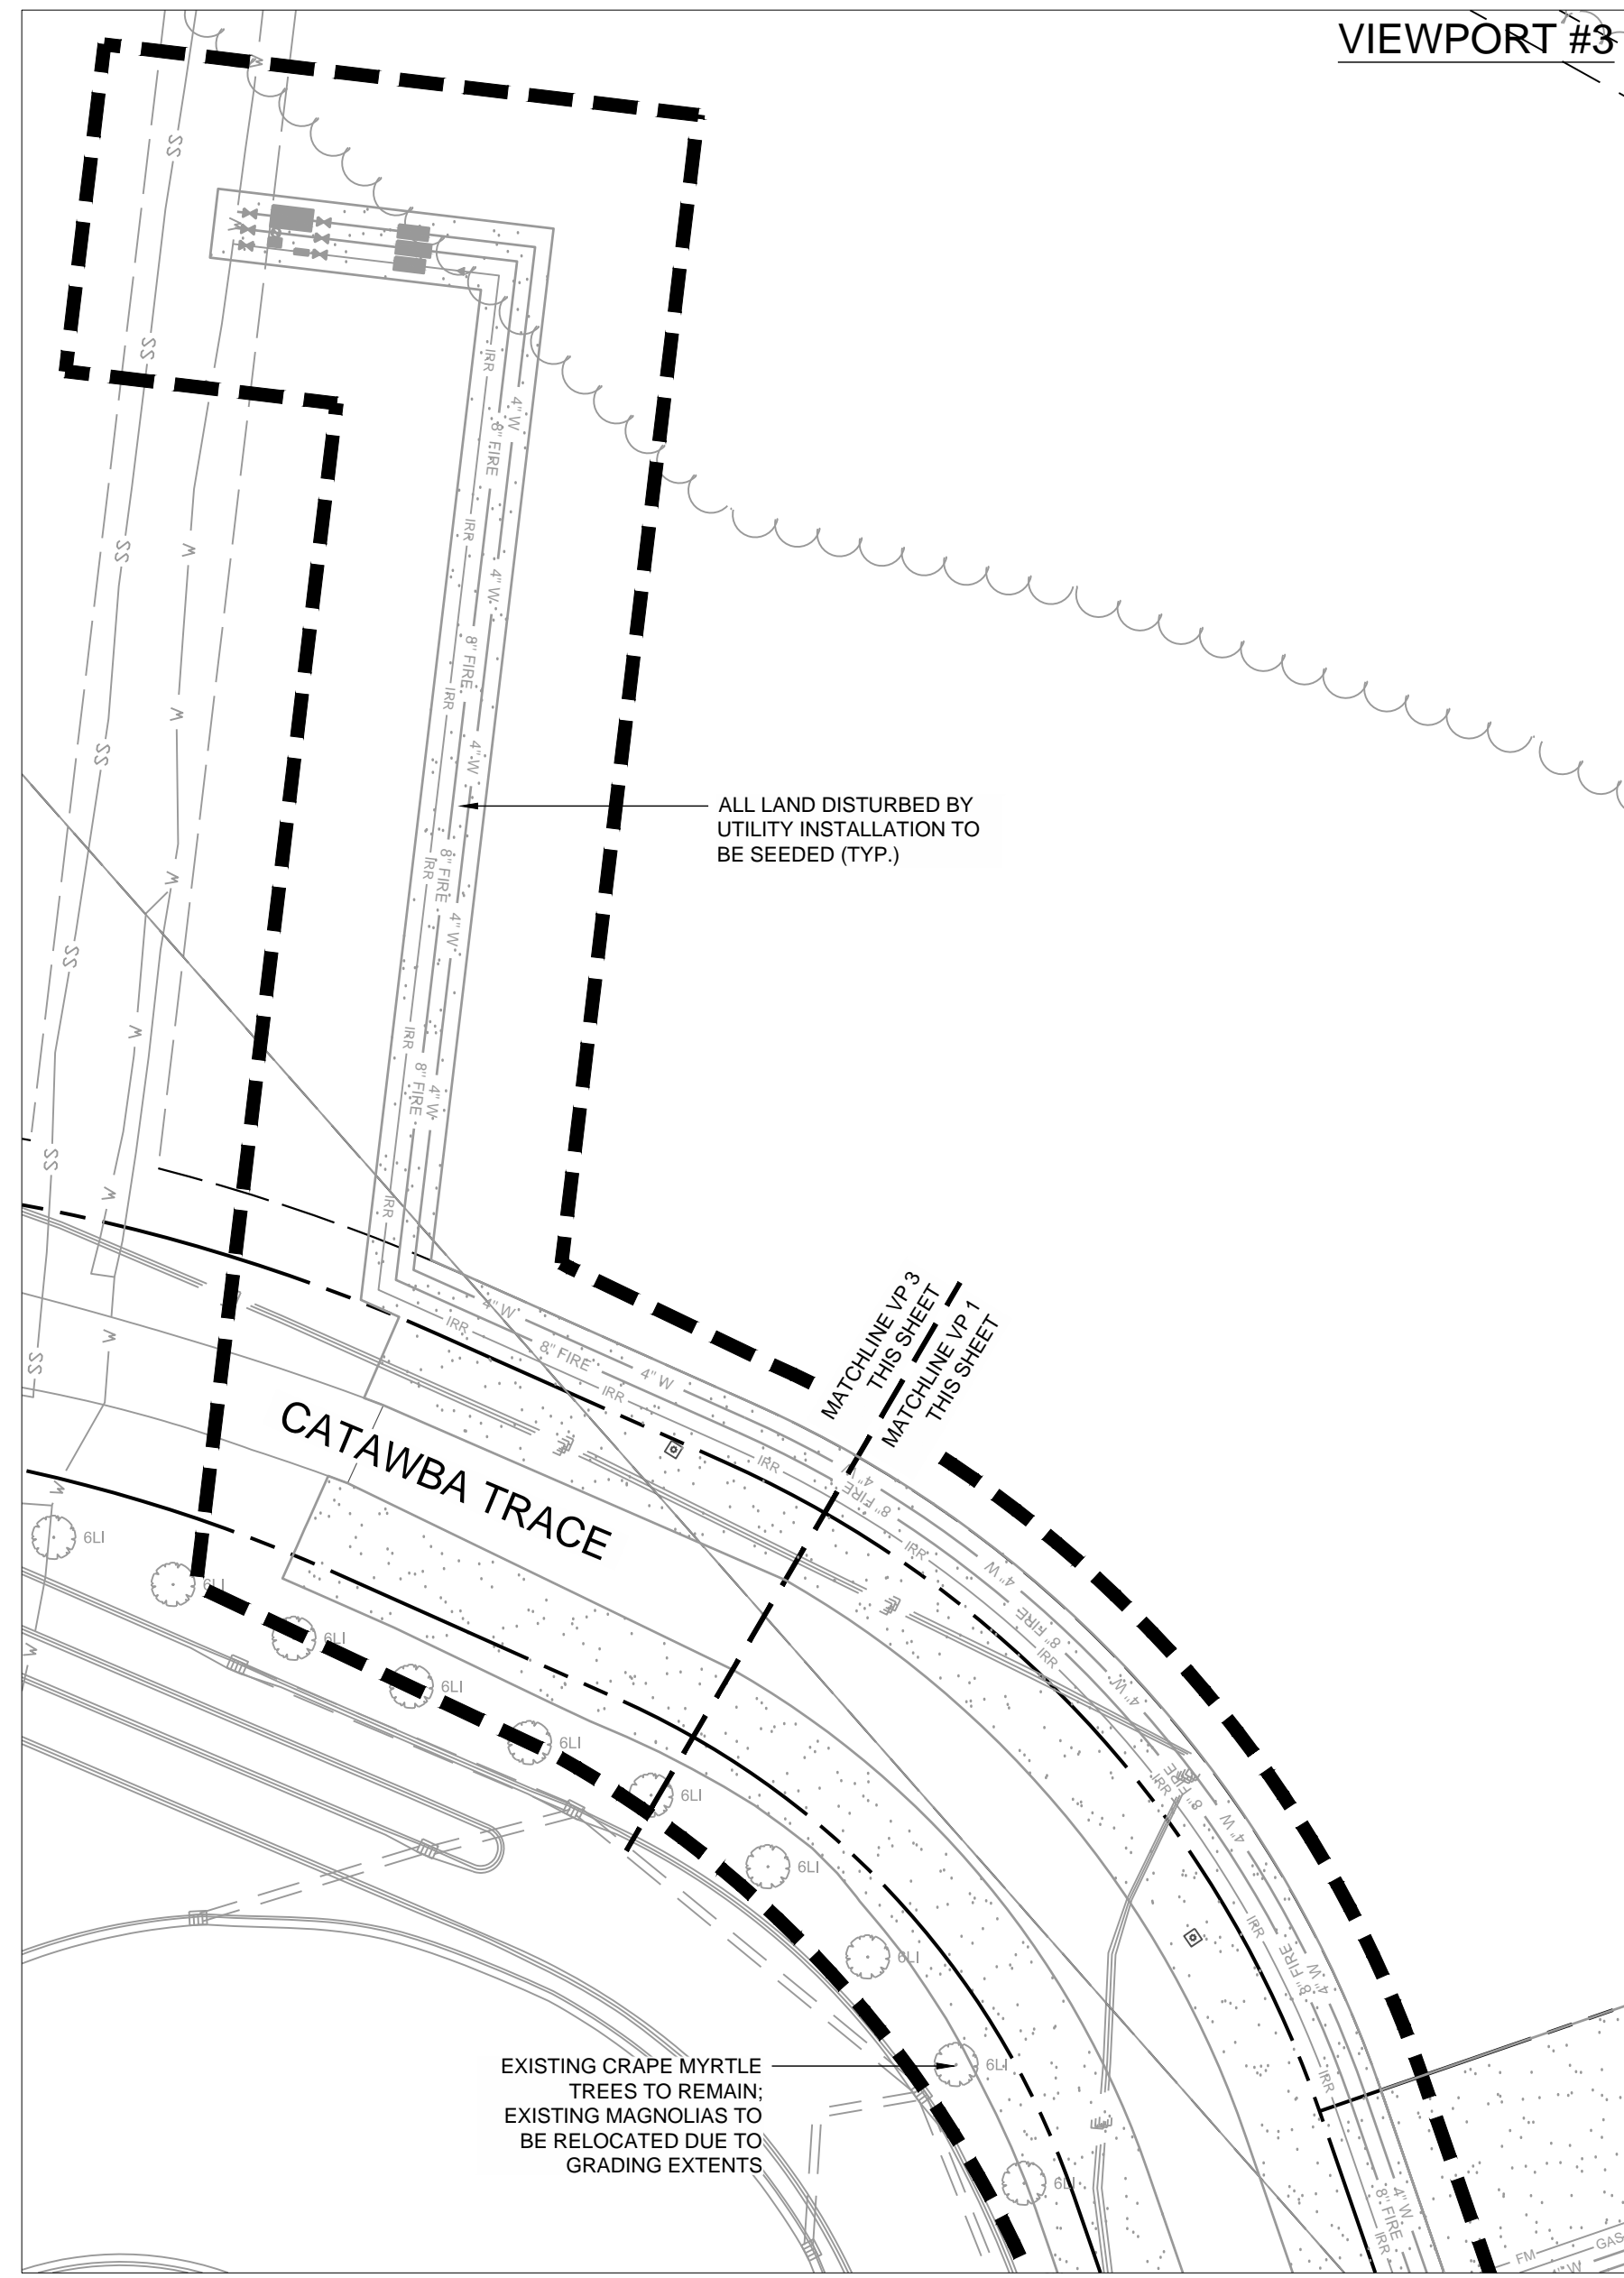 VIEWPORT #3
W
SS
W
IRR
4" W
8" FIRE
IRR
SS
SS
W
4" W
8" FIRE
IRR
W
SS
4" W
ALL LAND DISTURBED BY
UTILITY INSTALLATION TO
BE SEEDED (TYP.)
8" FIRE
IRR
W
4" W
SS
W
IRR
8" FIRE
4" W
SS
W
IRR
MATCHLINE VP 3
THIS SHEET
MATCHLINE VP 1
THIS SHEET
4" W
IRR
8" FIRE
4" W
IRR
W
SS
CATAWBA TRACE
IRR
4" W
8" FIRE
W
6LI
6LI
6LI
6LI
6LI
6LI
6LI
6LI
6LI
6LI
W
IRR
4" W
8" FIRE
IRR
4" W
8" FIRE
IRR
4" W
IRR
8" FIRE
4" W
EXISTING CRAPE MYRTLE
TREES TO REMAIN;
EXISTING MAGNOLIAS TO
BE RELOCATED DUE TO
GRADING EXTENTS
IRR
4" W
8" FIRE
IRR
FM
GAS